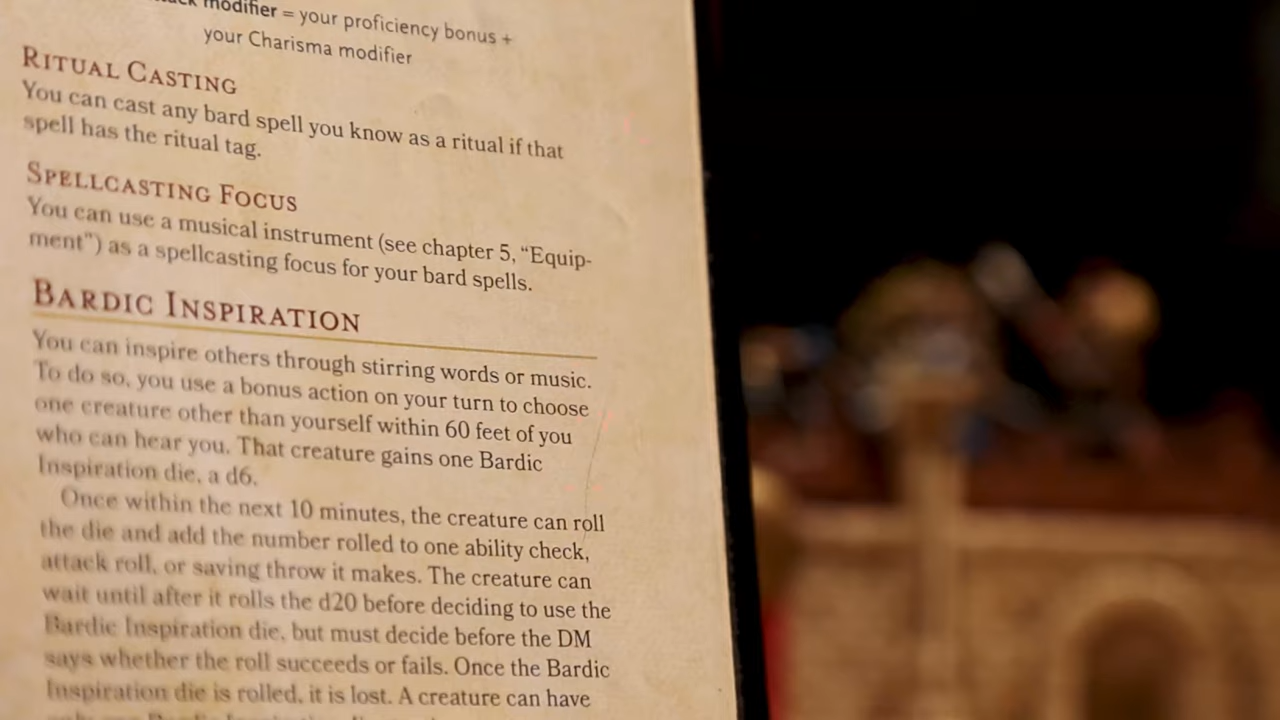 modifier = your proficiency bonus +
your Charisma modifier
RITUAL CASTING
You can cast any bard spell you know as a ritual if that
spell has the ritual tag.
SPELLCASTING FOCUS
You can use a musical instrument (see chapter 5, “Equip-
ment”) as a spellcasting focus for your bard spells.
BARDIC INSPIRATION
You can inspire others through stirring words or music.
To do so, you use a bonus action on your turn to choose
one creature other than yourself within 60 feet of you
who can hear you. That creature gains one Bardic
Inspiration die, a d6.
Once within the next 10 minutes, the creature can roll
the die and add the number rolled to one ability check,
attack roll, or saving throw it makes. The creature can
wait until after it rolls the d20 before deciding to use the
Bardic Inspiration die, but must decide before the DM
says whether the roll succeeds or fails. Once the Bardic
Inspiration die is rolled, it is lost. A creature can have